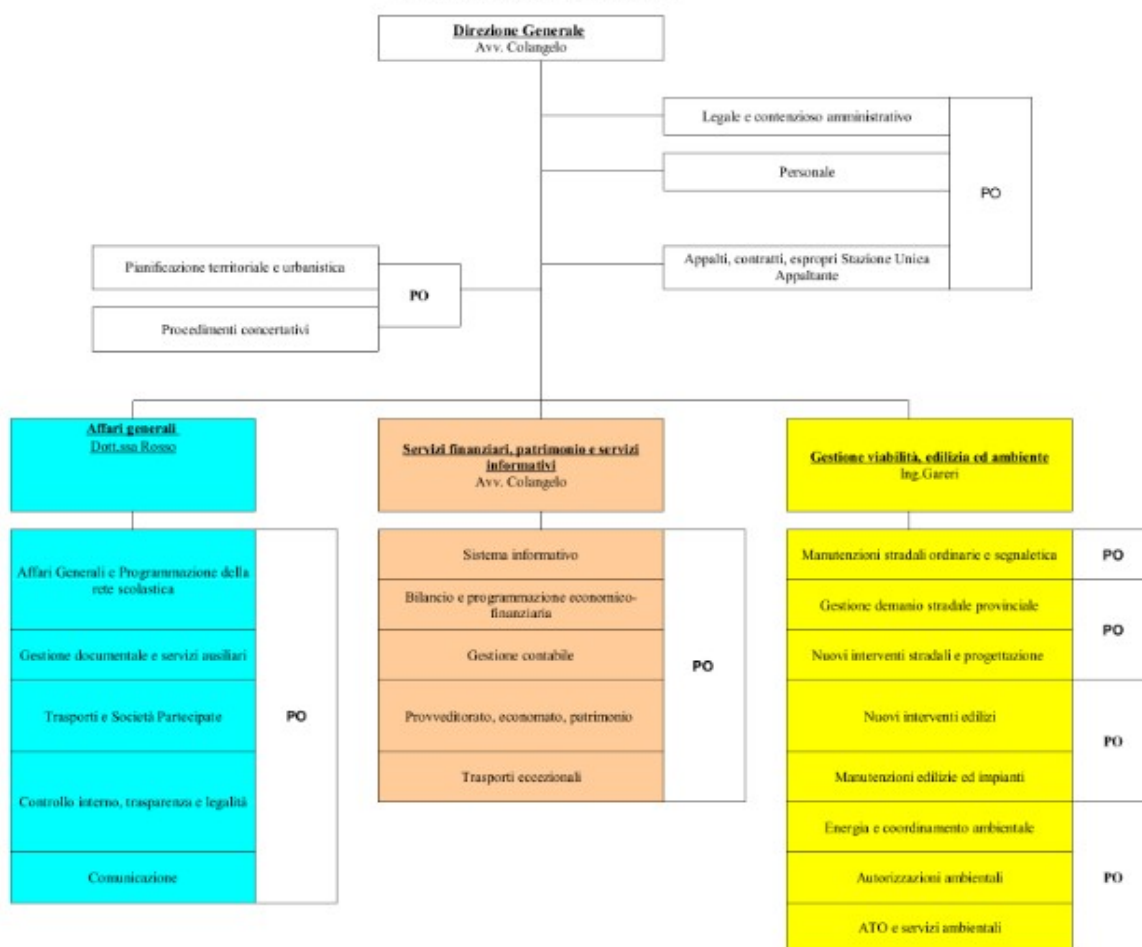 Direzione Generale
Avv. Colangelo
Legale e contenzioso amministrativo
Personale
PO
Appalti, contratti, espropri Stazione Unica
Appaltante
Pianificazione territoriale e urbanistica
PO
Procedimenti concertativi
Affari generali
Dott.ssa Rosso
Servizi finanziari, patrimonio e servizi
informativi
Avv. Colangelo
Gestione viabilità, edilizia ed ambiente
Ing.Gareri
Affari Generali e Programmazione della
rete scolastica
Gestione documentale e servizi ausiliari
Trasporti e Società Partecipate
Controllo interno, trasparenza e legalità
Comunicazione
PO
Sistema informativo
Bilancio e programmazione economico-
finanziaria
Gestione contabile
Provveditorato, economato, patrimonio
Trasporti eccezionali
PO
Manutenzioni stradali ordinarie e segnaletica
PO
Gestione demanio stradale provinciale
Nuovi interventi stradali e progettazione
PO
Nuovi interventi edilizi
Manutenzioni edilizie ed impianti
PO
Energia e coordinamento ambientale
Autorizzazioni ambientali
ATO e servizi ambientali
PO